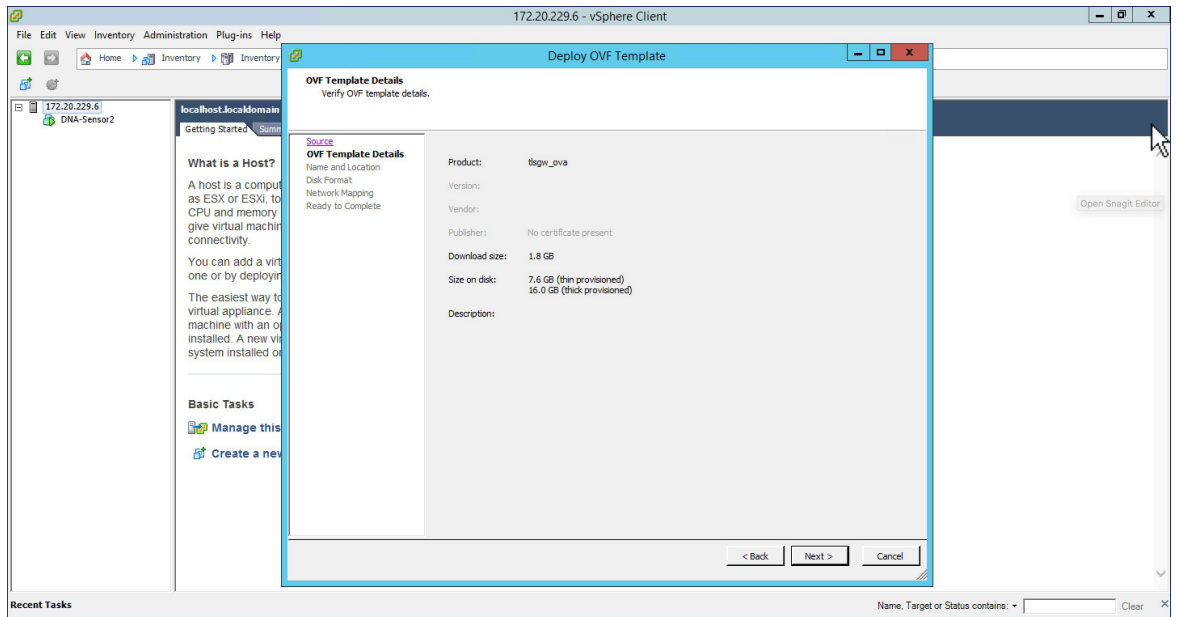 172.20.229.6 - vSphere Client
File Edit View Inventory Administration Plug-ins Help
Home Inventory Inventory
172.20.229.6
DNA-Sensor2
localhost.localdomain
Getting Started Summ
What is a Host?
A host is a comput
as ESX or ESXi, to
CPU and memory
give virtual machin
connectivity.
You can add a virt
one or by deployin
The easiest way to
virtual appliance. A
machine with an op
installed. A new vir
system installed on
Basic Tasks
Manage this
Create a new
Deploy OVF Template
OVF Template Details
Verify OVF template details.
Source
OVF Template Details
Name and Location
Disk Format
Network Mapping
Ready to Complete
Product: tlsgw_ova
Version:
Vendor:
Publisher: No certificate present
Download size: 1.8 GB
Size on disk: 7.6 GB (thin provisioned)
16.0 GB (thick provisioned)
Description:
< Back Next > Cancel
Open Snagit Editor
Recent Tasks
Name, Target or Status contains: Clear